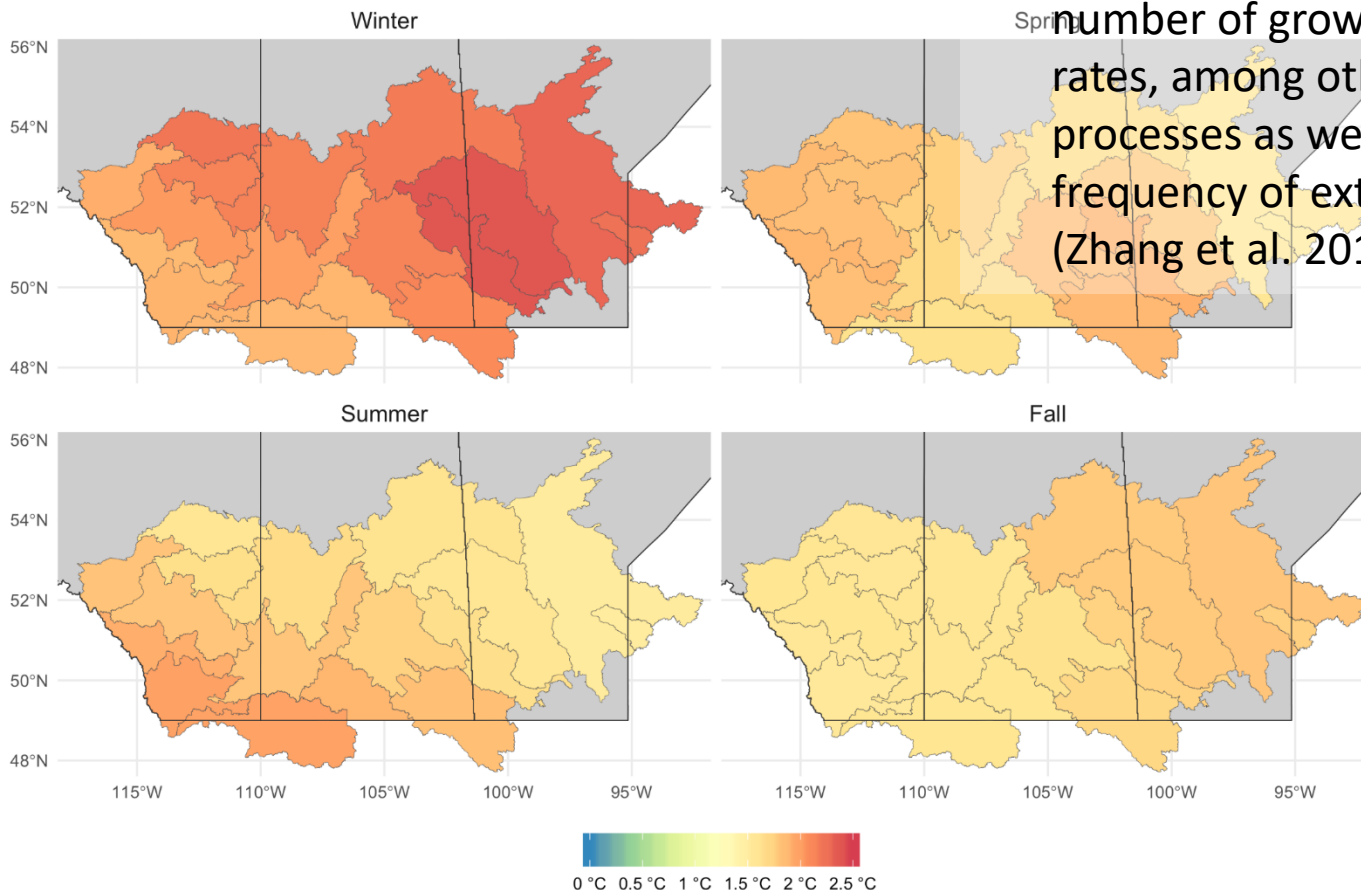 Winter
Spring
number of grow
rates, among ot
processes as we
frequency of ext
(Zhang et al. 201
56°N
54°N
52°N
50°N
48°N
Summer
Fall
56°N
54°N
52°N
50°N
48°N
115°W 110°W 105°W 100°W 95°W
115°W 110°W 105°W 100°W 95°W
0 °C 0.5 °C 1 °C 1.5 °C 2 °C 2.5 °C